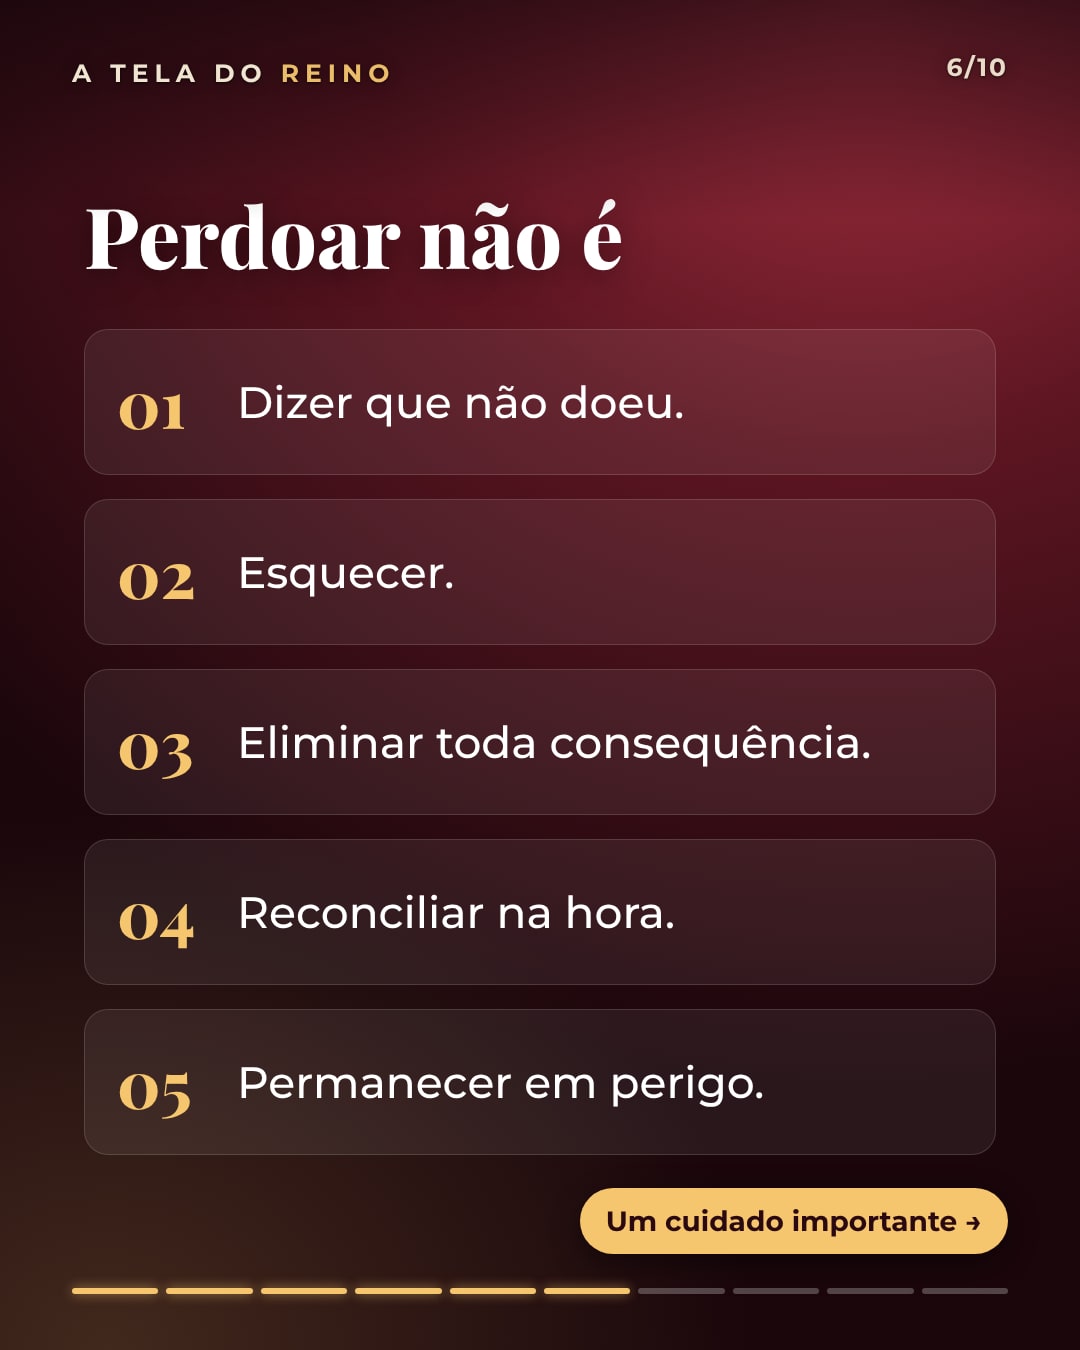 A TELA DO REINO
6/10
Perdoar não é
01 Dizer que não doeu.
02 Esquecer.
03 Eliminar toda consequência.
04 Reconciliar na hora.
05 Permanecer em perigo.
Um cuidado importante →